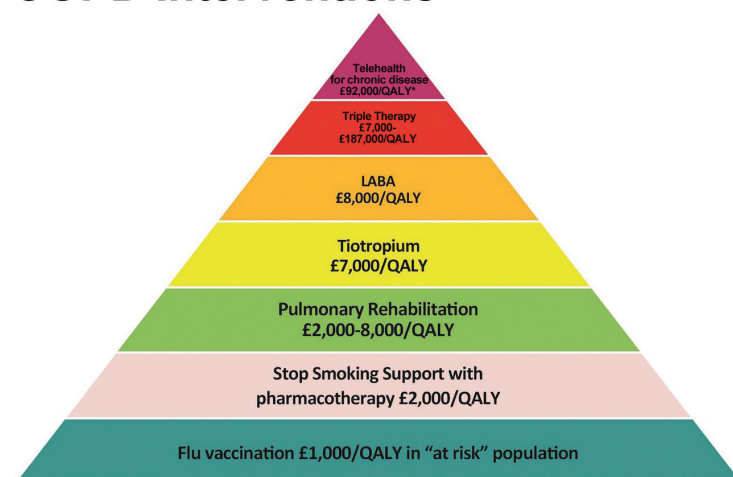 COPD interventions
Telehealth
for chronic disease
£92,000/QALY*
Triple Therapy
£7,000-
£187,000/QALY
LABA
£8,000/QALY
Tiotropium
£7,000/QALY
Pulmonary Rehabilitation
£2,000-8,000/QALY
Stop Smoking Support with
pharmacotherapy £2,000/QALY
Flu vaccination £1,000/QALY in “at risk” population